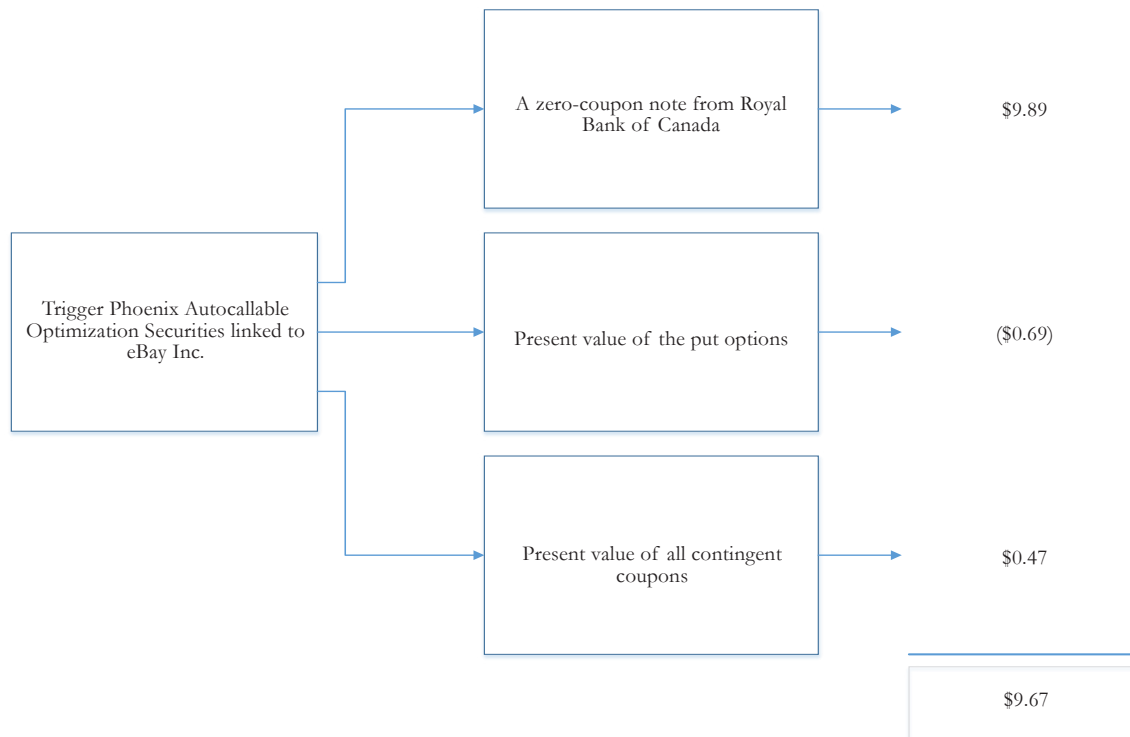 A zero-coupon note from Royal
Bank of Canada
$9.89
Trigger Phoenix Autocallable
Optimization Securities linked to
eBay Inc.
Present value of the put options
($0.69)
Present value of all contingent
coupons
$0.47
$9.67